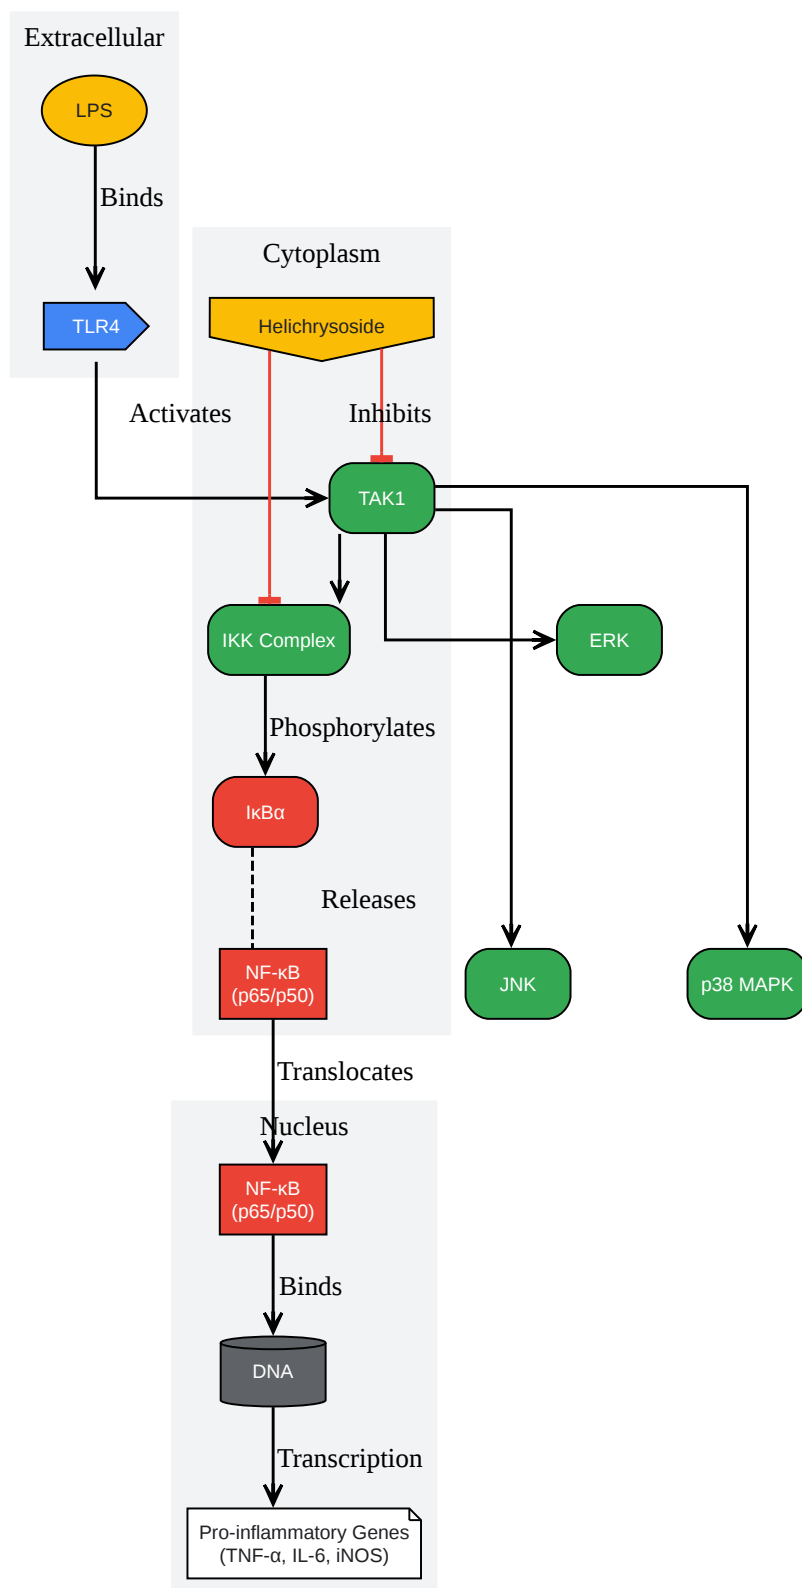 Extracellular
LPS
Binds
TLR4
Cytoplasm
Helichrysoside
Activates
Inhibits
TAK1
IKK Complex
ERK
Phosphorylates
IκBα
Releases
NF-κB
(p65/p50)
JNK
p38 MAPK
Translocates
Nucleus
NF-κB
(p65/p50)
Binds
DNA
Transcription
Pro-inflammatory Genes
(TNF-α, IL-6, iNOS)